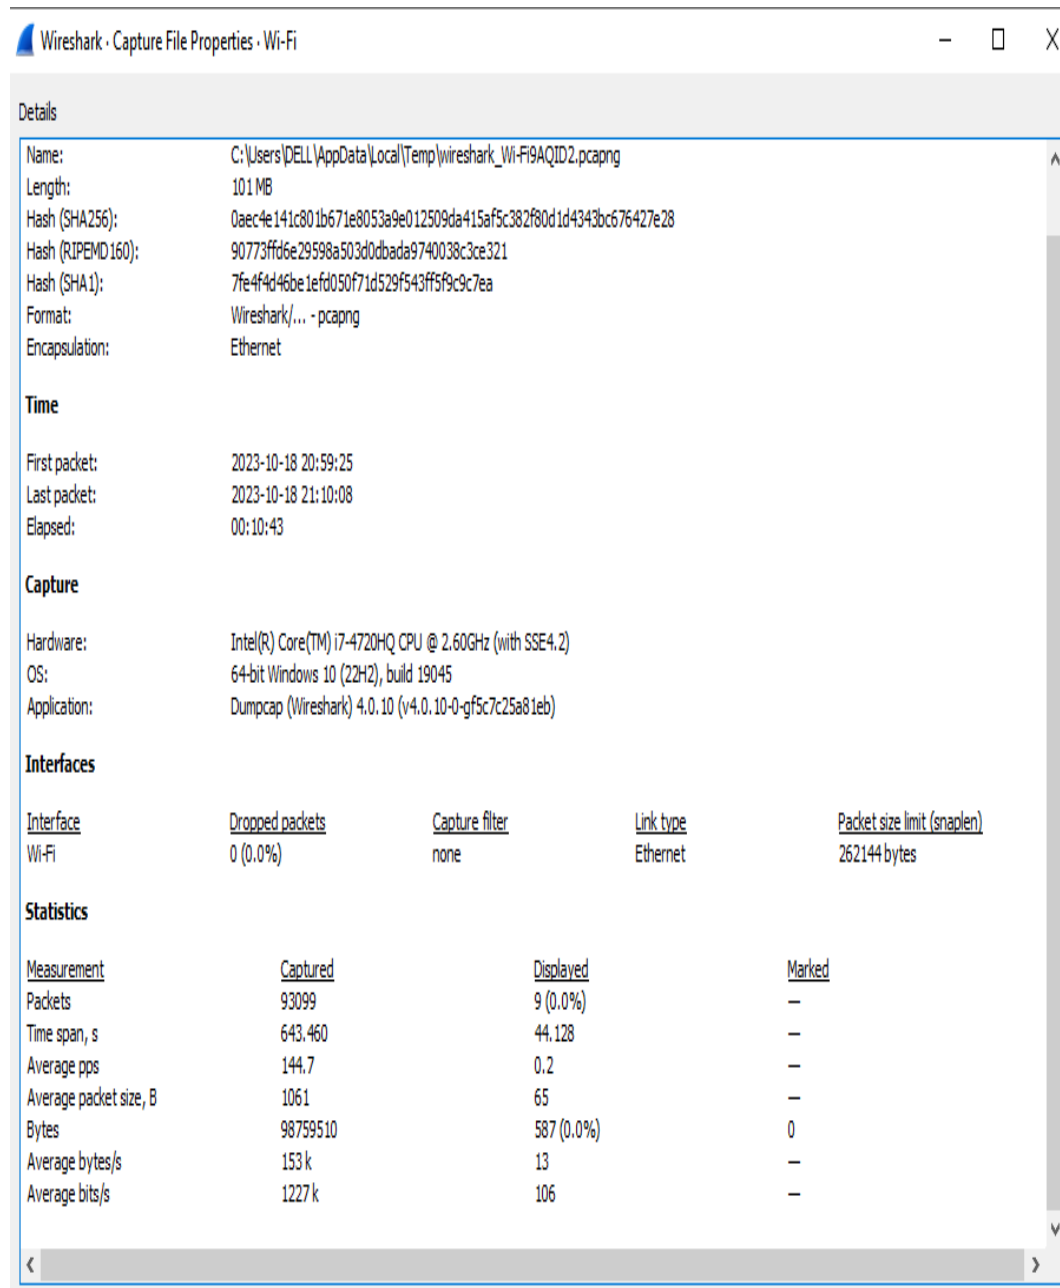 Wireshark · Capture File Properties · Wi-Fi
Details
Name: C:\Users\DELL\AppData\Local\Temp\wireshark_Wi-Fi9AQID2.pcapng
Length: 101 MB
Hash (SHA256): 0aec4e141c801b671e8053a9e012509da415af5c382f80d1d4343bc676427e28
Hash (RIPEMD160): 90773ffd6e29598a503d0dbada9740038c3ce321
Hash (SHA1): 7fe4f4d46be1efd050f71d529f543ff5f9c9c7ea
Format: Wireshark/... - pcapng
Encapsulation: Ethernet
Time
First packet: 2023-10-18 20:59:25
Last packet: 2023-10-18 21:10:08
Elapsed: 00:10:43
Capture
Hardware: Intel(R) Core(TM) i7-4720HQ CPU @ 2.60GHz (with SSE4.2)
OS: 64-bit Windows 10 (22H2), build 19045
Application: Dumpcap (Wireshark) 4.0.10 (v4.0.10-0-gf5c7c25a81eb)
Interfaces
Interface Dropped packets Capture filter Link type Packet size limit (snaplen)
Wi-Fi 0 (0.0%) none Ethernet 262144 bytes
Statistics
Measurement Captured Displayed Marked
Packets 93099 9 (0.0%) —
Time span, s 643.460 44.128 —
Average pps 144.7 0.2 —
Average packet size, B 1061 65 —
Bytes 98759510 587 (0.0%) 0
Average bytes/s 153 k 13 —
Average bits/s 1227 k 106 —